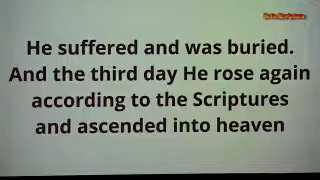 He suffered and was buried.
And the third day He rose again
according to the Scriptures
and ascended into heaven